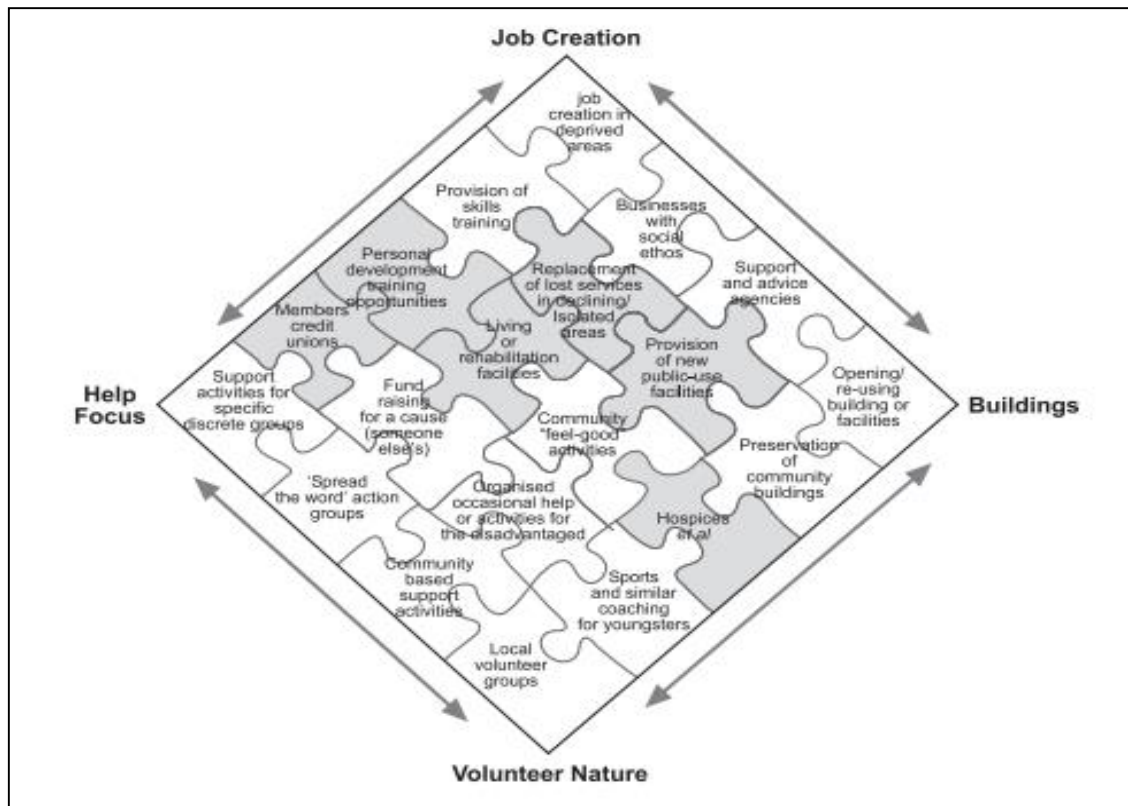 Job Creation
job
creation in
deprived
areas
Provision of
skills
training
Businesses
with
social
ethos
Personal
development
training
opportunities
Replacement
of lost services
in declining/
Isolated
areas
Support
and advice
agencies
Members
credit
unions
Living
or
rehabilitation
facilities
Provision
of new
public-use
facilities
Opening/
re-using
building or
facilities
Help
Focus
Buildings
Support
activities for
specific
discrete groups
Fund
raising
for a cause
(someone
else's)
Community
"feel-good"
activities
Preservation
of
community
buildings
'Spread
the word' action
groups
Organised
occasional help
or activities for
the disadvantaged
Hospices
et al
Community
based
support
activities
Sports
and similar
coaching
for youngsters
Local
volunteer
groups
Volunteer Nature